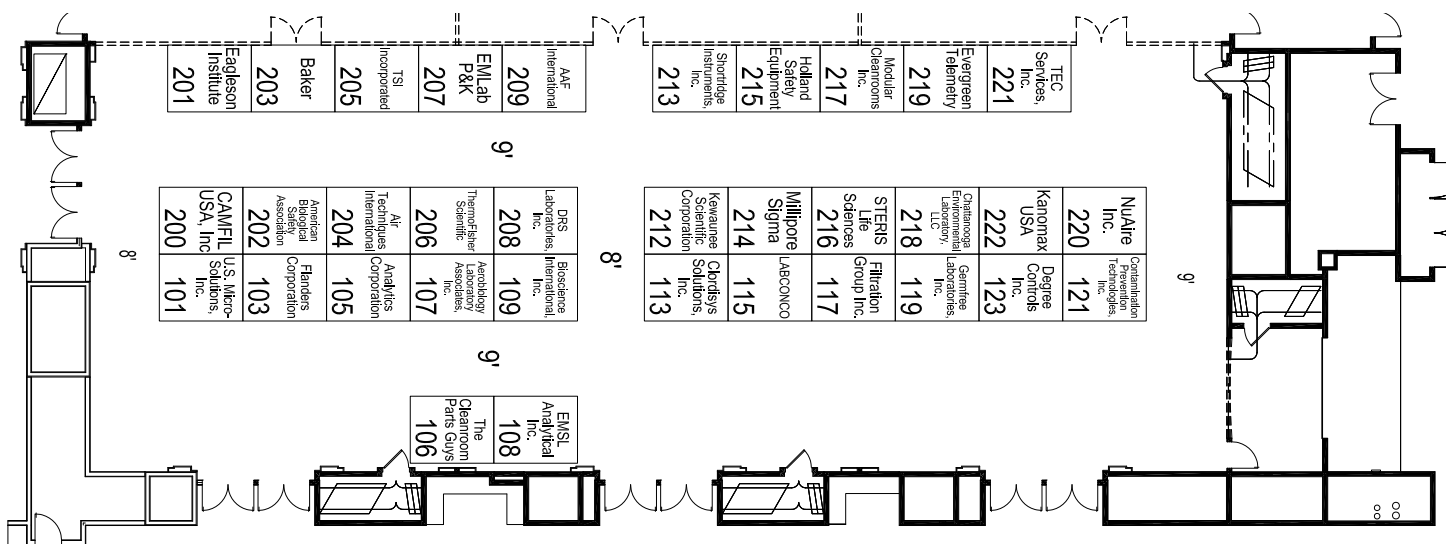 Eagleson
Institute
201
Baker
203
TSI
Incorporated
205
EMLab
P&K
207
AAF
International
209
Shortridge
Instruments,
Inc.
213
Holland
Safety
Equipment
215
Modular
Cleanrooms
Inc.
217
Evergreen
Telemetry
219
TEC
Services,
Inc.
221
9'
CAMFIL
USA, Inc
200
American
Biological
Safety
Association
202
Air
Techniques
International
204
ThermoFisher
Scientific
206
DRS
Laboratories,
Inc.
208
Kewaunee
Scientific
Corporation
212
Millipore
Sigma
214
STERIS
Life
Sciences
216
Chattanooga
Environmental
Laboratory,
LLC
218
Kanomax
USA
222
NuAire
Inc.
220
8'
8'
9'
U.S. Micro-
Solutions,
Inc.
101
Flanders
Corporation
103
Analytics
Corporation
105
Aerobiology
Laboratory
Associates,
Inc.
107
Bioscience
International,
Inc.
109
Clordisys
Solutions,
Inc.
113
LABCONCO
115
Filtration
Group Inc.
117
Germfree
Laboratories,
Inc.
119
Degree
Controls
Inc
123
Contamination
Prevention
Technologies,
Inc.
121
9'
The
Cleanroom
Parts Guys
106
EMSL
Analytical
Inc.
108